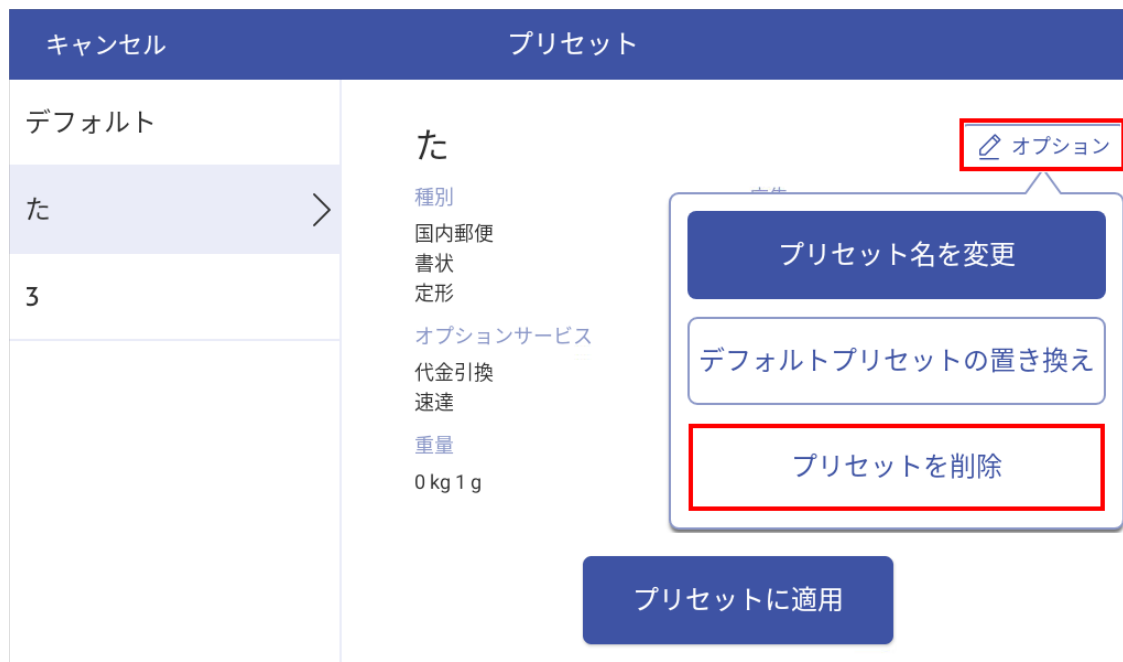 キャンセル
プリセット
デフォルト
た
3
た
オプション
種別
国内郵便
書状
定形
オプションサービス
代金引換
速達
重量
0 kg 1 g
プリセット名を変更
デフォルトプリセットの置き換え
プリセットを削除
プリセットに適用